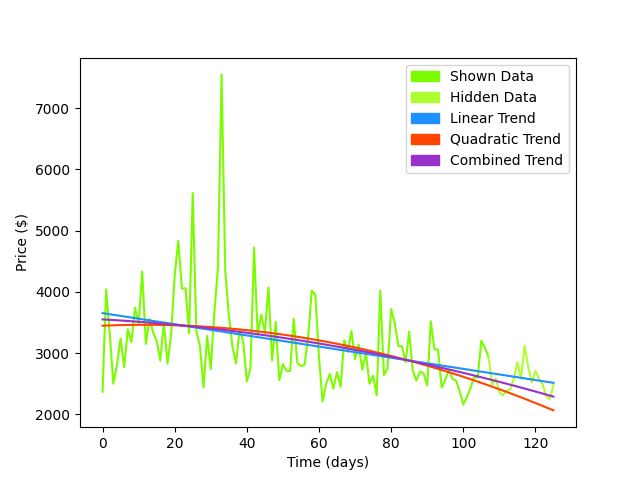 Shown Data
Hidden Data
Linear Trend
Quadratic Trend
Combined Trend
7000
6000
5000
4000
3000
2000
Price ($)
0 20 40 60 80 100 120
Time (days)